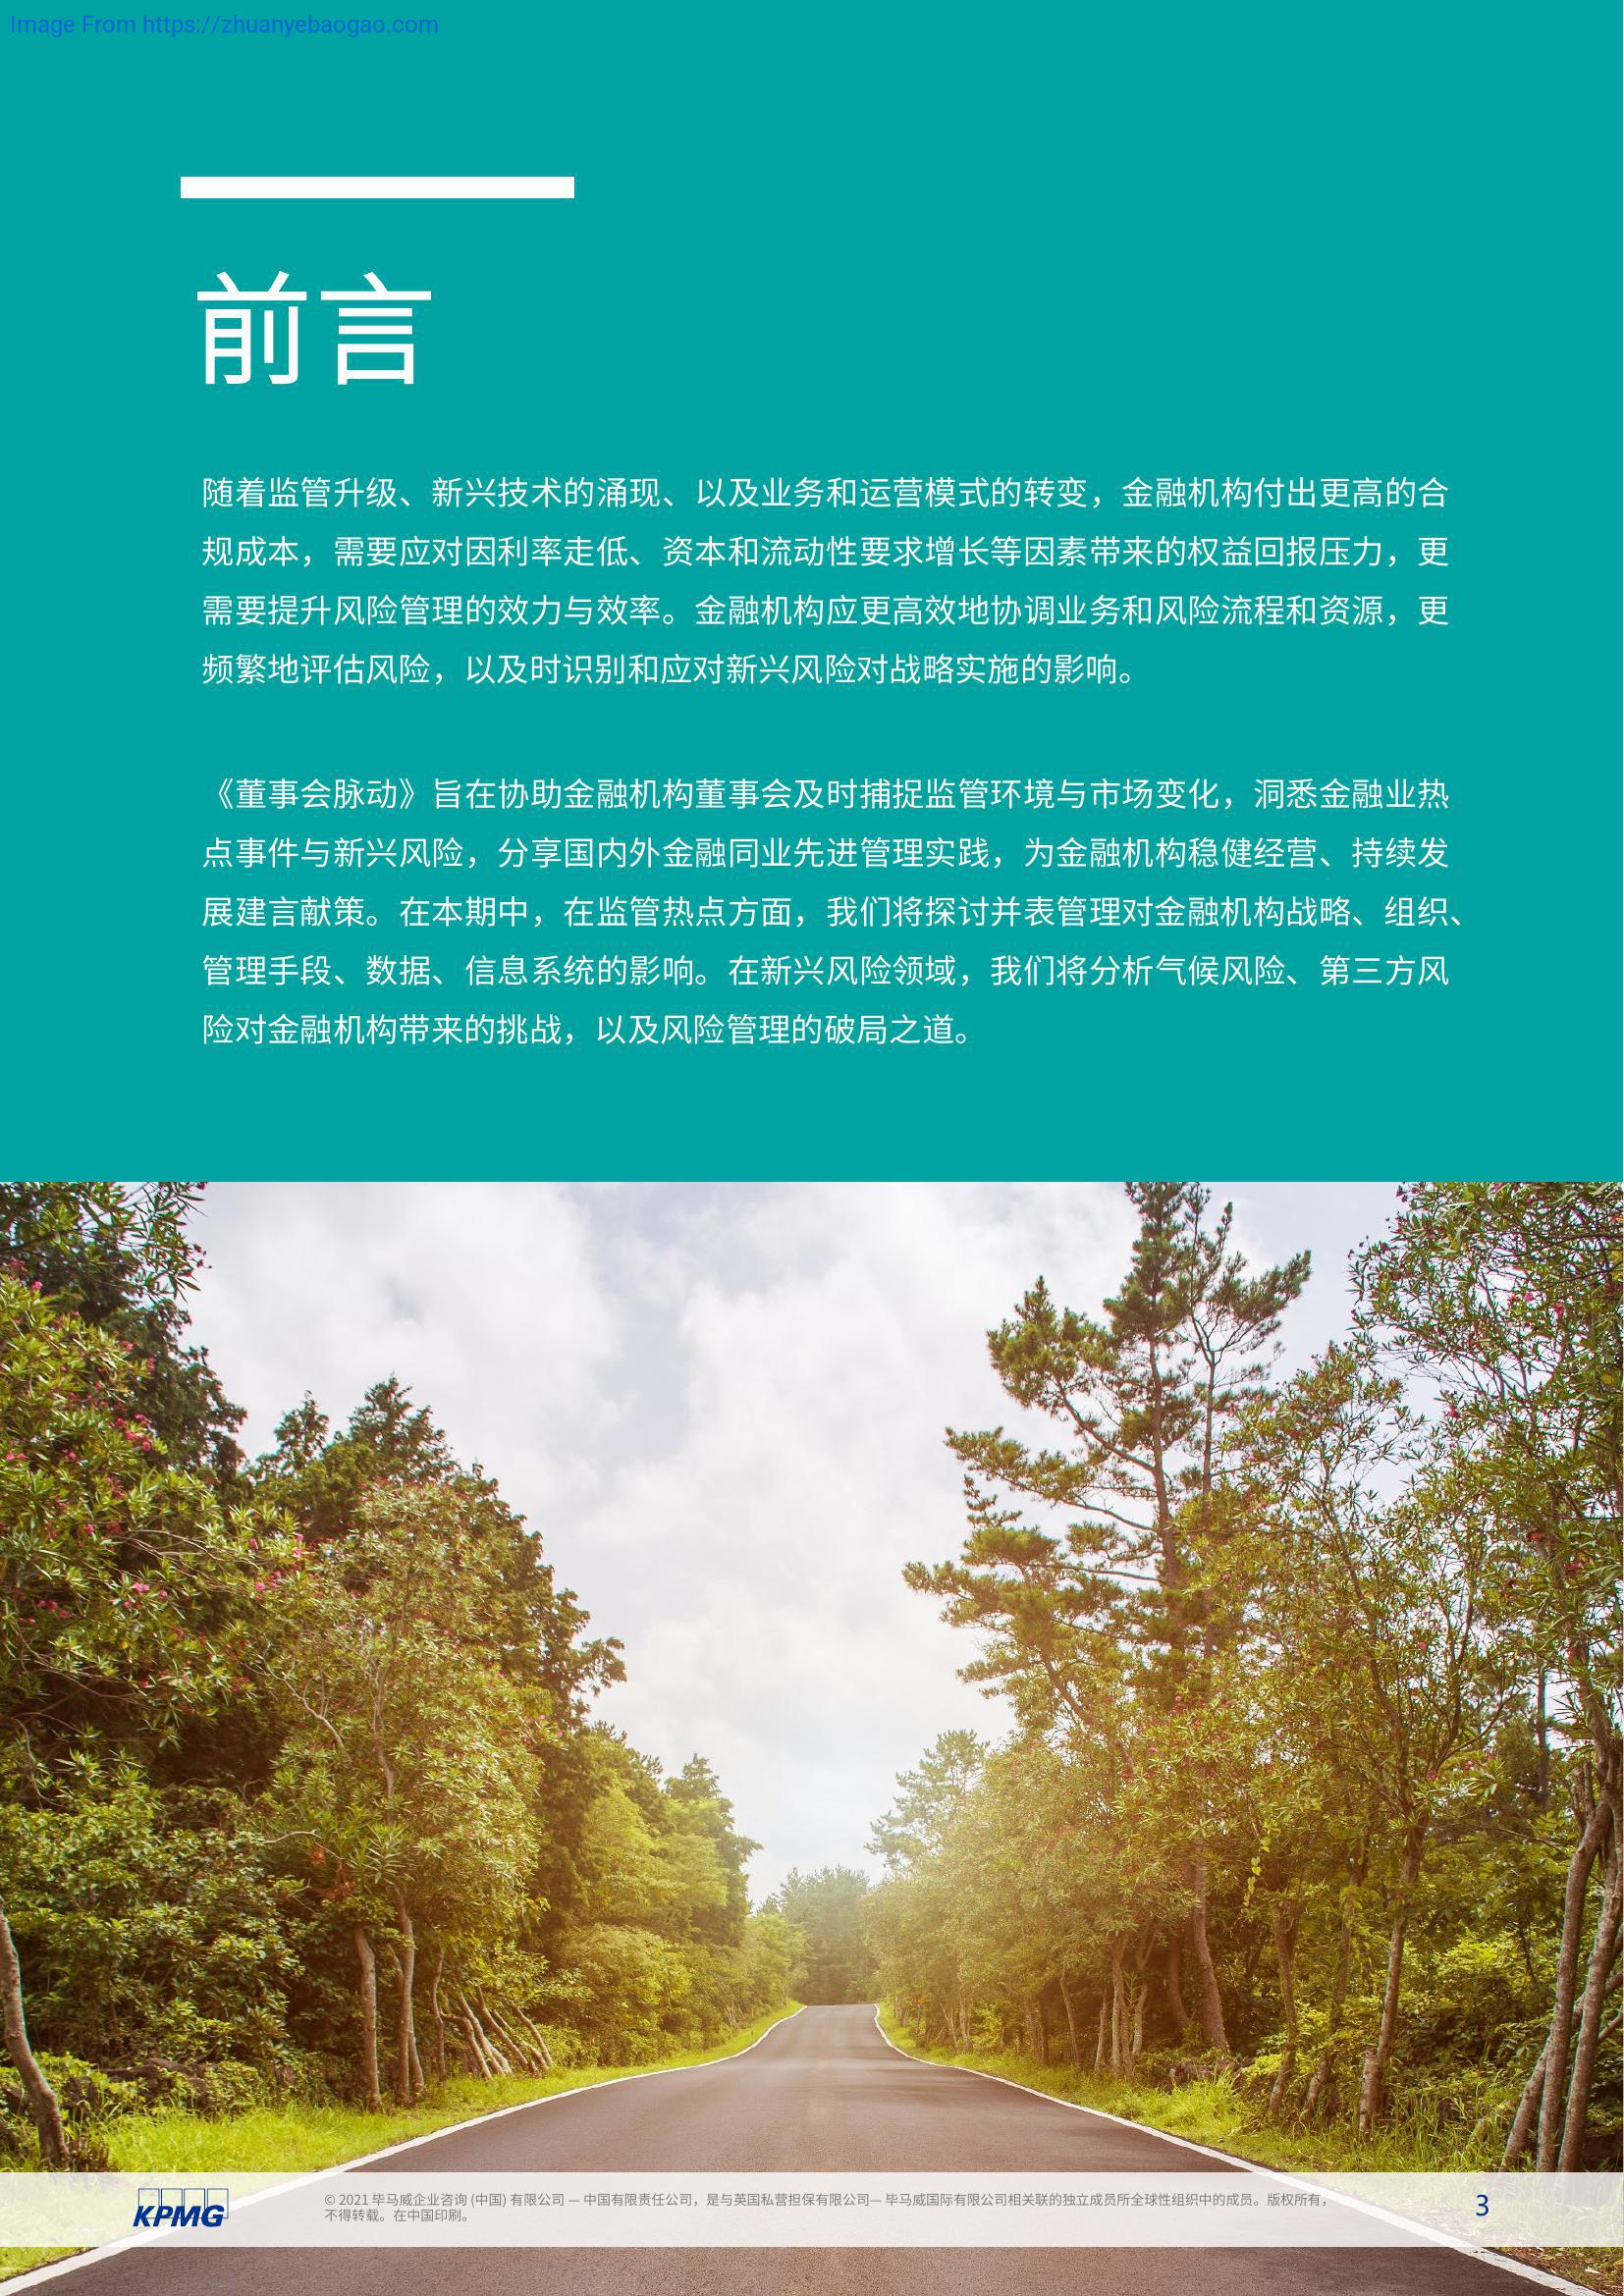 Image From https://zhuanyebaogao.com
前言
随着监管升级、新兴技术的涌现、以及业务和运营模式的转变，金融机构付出更高的合
规成本，需要应对因利率走低、资本和流动性要求增长等因素带来的权益回报压力，更
需要提升风险管理的效力与效率。金融机构应更高效地协调业务和风险流程和资源，更
频繁地评估风险，以及时识别和应对新兴风险对战略实施的影响。
《董事会脉动》旨在协助金融机构董事会及时捕捉监管环境与市场变化，洞悉金融业热
点事件与新兴风险，分享国内外金融同业先进管理实践，为金融机构稳健经营、持续发
展建言献策。在本期中，在监管热点方面，我们将探讨并表管理对金融机构战略、组织、
管理手段、数据、信息系统的影响。在新兴风险领域，我们将分析气候风险、第三方风
险对金融机构带来的挑战，以及风险管理的破局之道。
KPMG
© 2021 毕马威企业咨询 (中国) 有限公司 — 中国有限责任公司，是与英国私营担保有限公司— 毕马威国际有限公司相关联的独立成员所全球性组织中的成员。版权所有，
不得转载。在中国印刷。
3